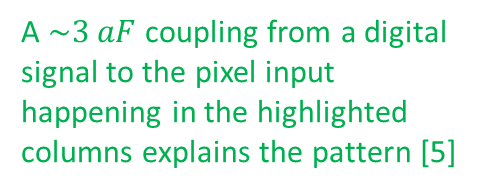 A ~3 aF coupling from a digital
signal to the pixel input
happening in the highlighted
columns explains the pattern [5]